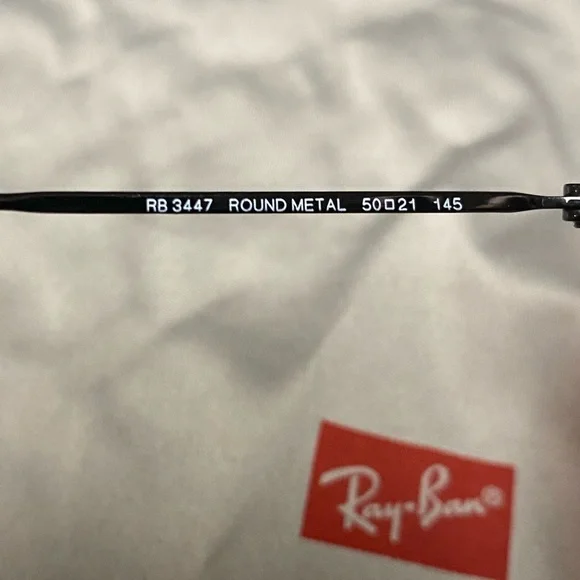 RB 3447 ROUND METAL 50□21 145
Ray-Ban®